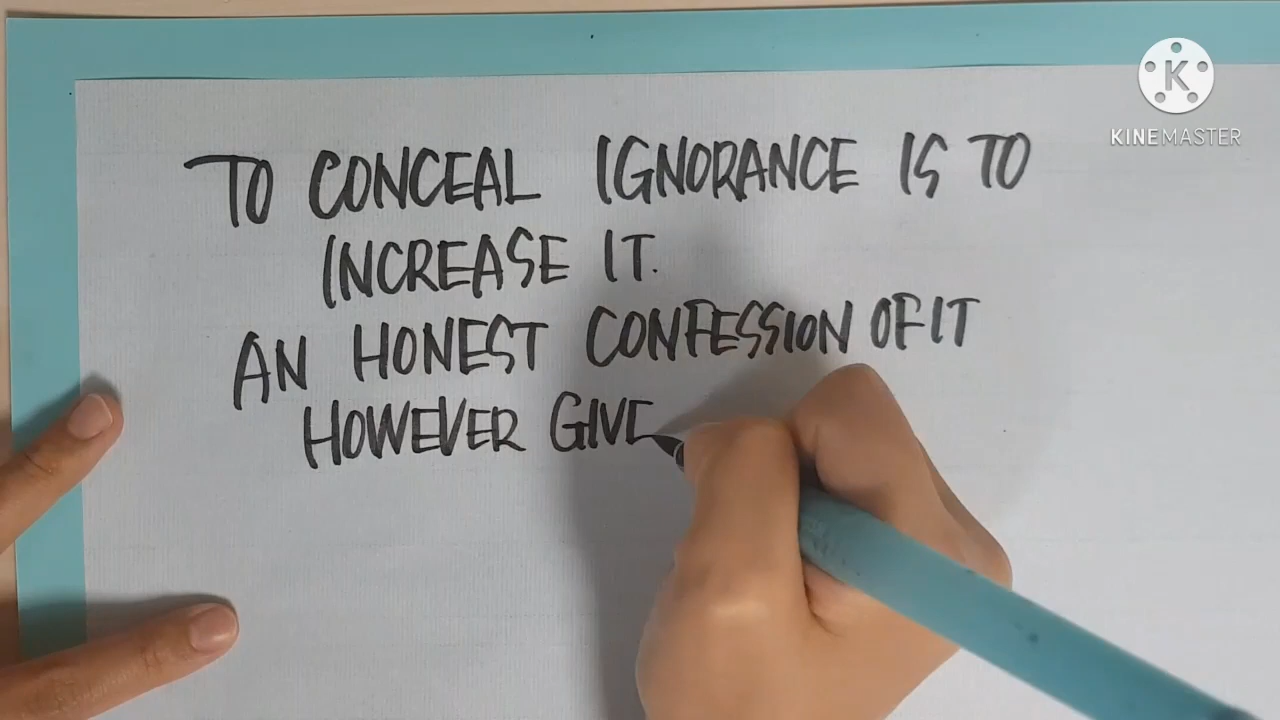 TO CONCEAL IGNORANCE IS TO
INCREASE IT.
AN HONEST CONFESSION OF IT
HOWEVER GIVE
K
KINEMASTER